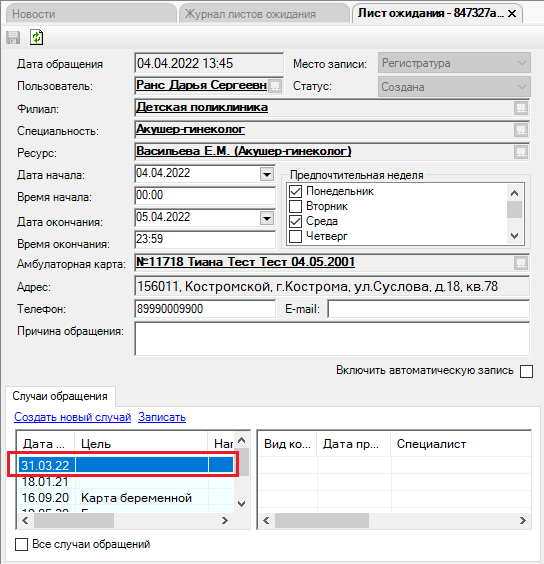 Новости Журнал листов ожидания Лист ожидания - 847327а...
Дата обращения 04.04.2022 13:45 Место записи: Регистратура
Пользователь: Ранс Дарья Сергеевн Статус: Создана
Филиал: Детская поликлиника
Специальность: Акушер-гинеколог
Ресурс: Васильева Е.М. (Акушер-гинеколог)
Дата начала: 04.04.2022 Предпочтительная неделя
Время начала: 00:00 Понедельник
Вторник
Дата окончания: 05.04.2022 Среда
Время окончания: 23:59 Четверг
Амбулаторная карта: №11718 Тиана Тест Тест 04.05.2001
Адрес: 156011, Костромской, г.Кострома, ул.Суслова, д.18, кв.78
Телефон: 89990009900 E-mail:
Причина обращения:
Включить автоматическую запись
Случаи обращения
Создать новый случай Записать
Дата ... Цель Наг Вид ко... Дата пр... Специалист
31.03.22
18.01.21
16.09.20 Карта беременной
Все случаи обращений